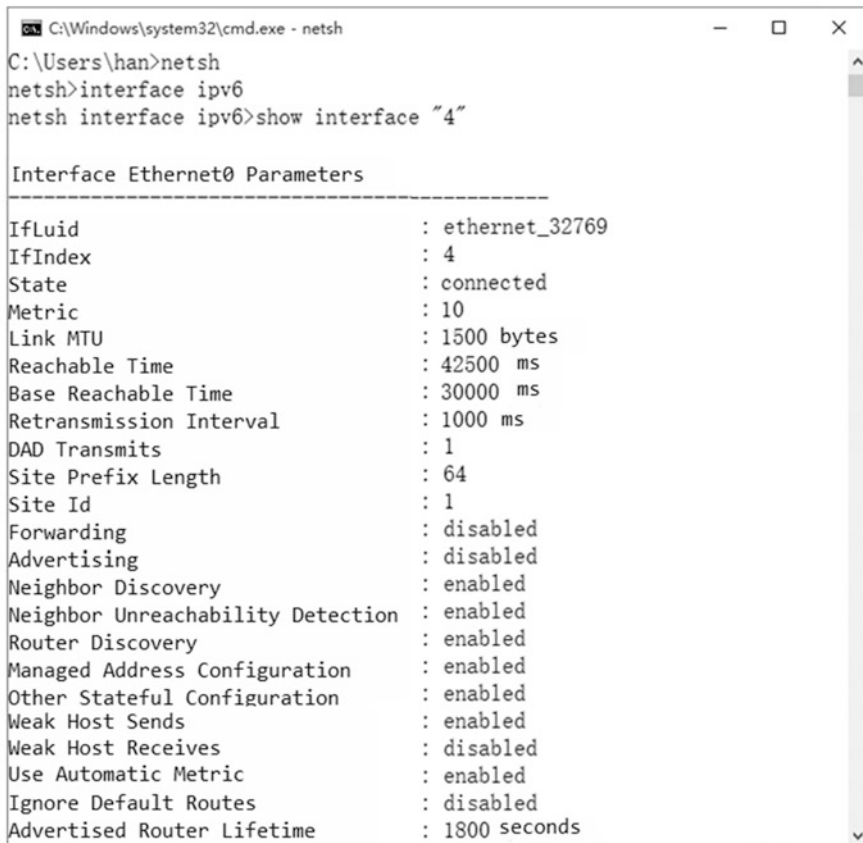 C:\Windows\system32\cmd.exe - netsh
C:\Users\han>netsh
netsh>interface ipv6
netsh interface ipv6>show interface "4"
Interface Ethernet0 Parameters
----------------------------------------------
IfLuid : ethernet_32769
IfIndex : 4
State : connected
Metric : 10
Link MTU : 1500 bytes
Reachable Time : 42500 ms
Base Reachable Time : 30000 ms
Retransmission Interval : 1000 ms
DAD Transmits : 1
Site Prefix Length : 64
Site Id : 1
Forwarding : disabled
Advertising : disabled
Neighbor Discovery : enabled
Neighbor Unreachability Detection : enabled
Router Discovery : enabled
Managed Address Configuration : enabled
Other Stateful Configuration : enabled
Weak Host Sends : enabled
Weak Host Receives : disabled
Use Automatic Metric : enabled
Ignore Default Routes : disabled
Advertised Router Lifetime : 1800 seconds